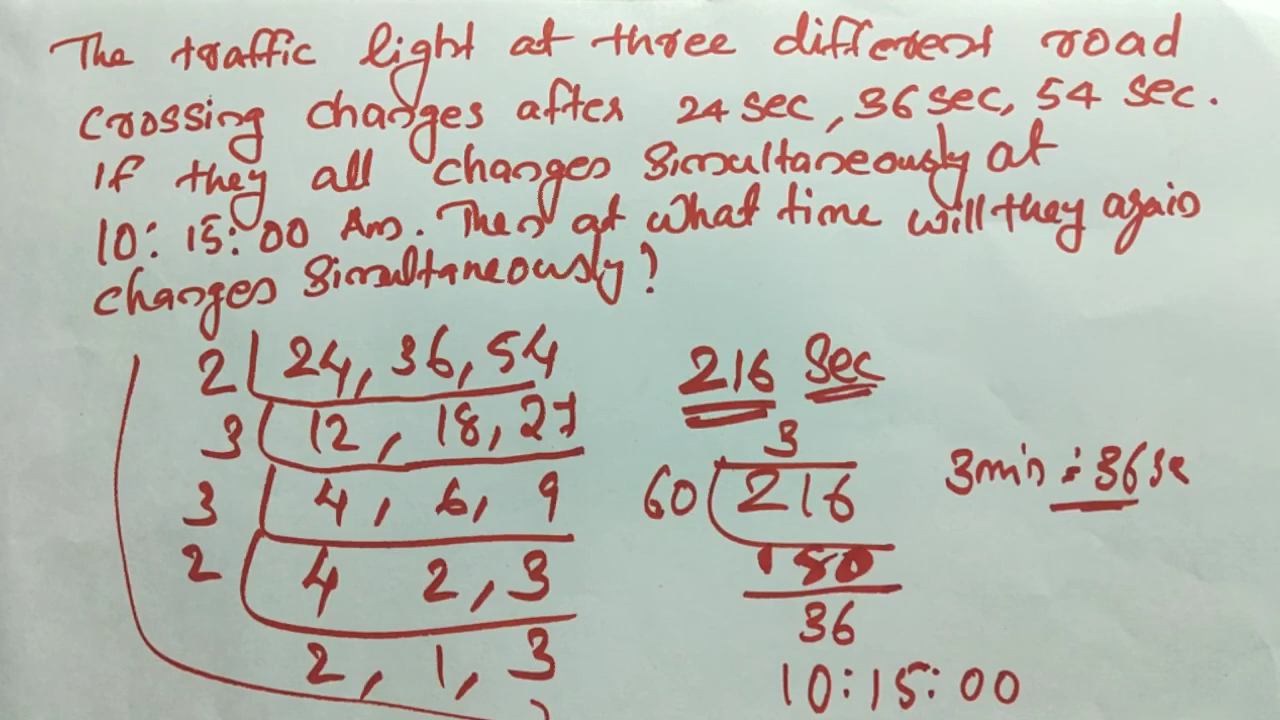 The traffic light at three different road
crossing changes after 24 sec, 36 sec, 54 sec.
If they all changes simultaneously at
10:15:00 Am. Then at what time will they again
changes simultaneously?
2 24, 36, 54
3 12, 18, 27
3 4, 6, 9
2 4 2, 3
2, 1, 3
216 Sec
3
60 216
180
36
3min : 36se
10:15:00